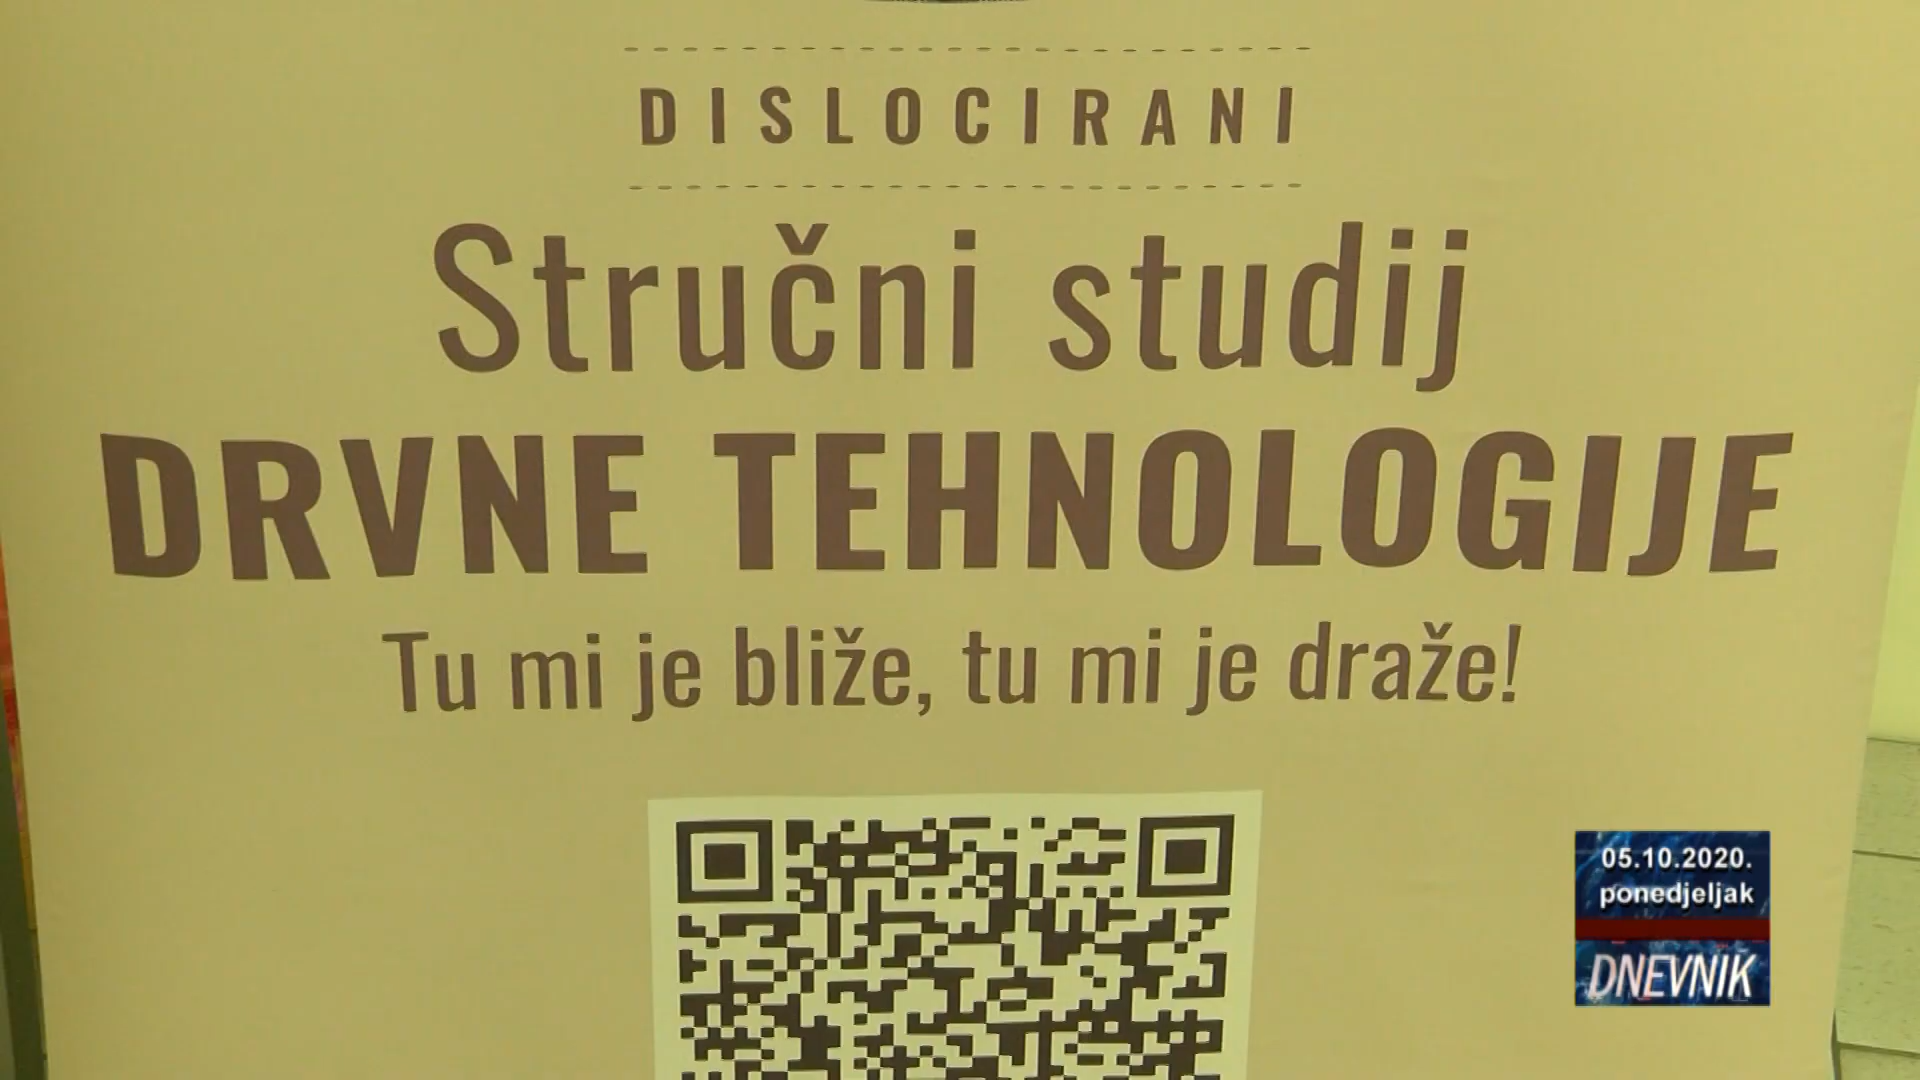 DISLOCIRANI
Stručni studij
DRVNE TEHNOLOGIJE
Tu mi je bliže, tu mi je draže!
05.10.2020.
ponedjeljak
DNEVNIK